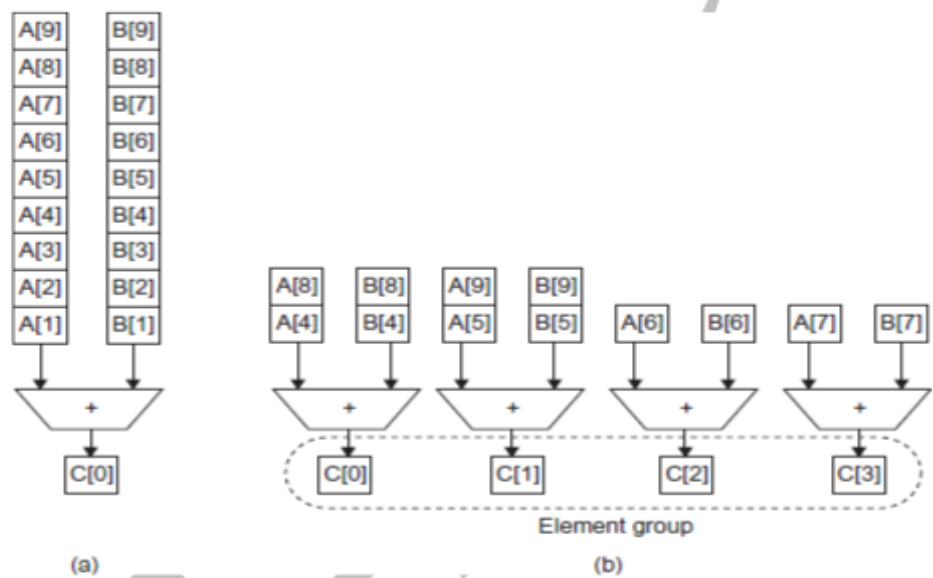 A[9] B[9]
A[8] B[8]
A[7] B[7]
A[6] B[6]
A[5] B[5]
A[4] B[4]
A[3] B[3]
A[2] B[2]
A[1] B[1]
+
C[0]
(a)
A[8] B[8] A[9] B[9]
A[4] B[4] A[5] B[5] A[6] B[6] A[7] B[7]
+ + + +
C[0] C[1] C[2] C[3]
Element group
(b)